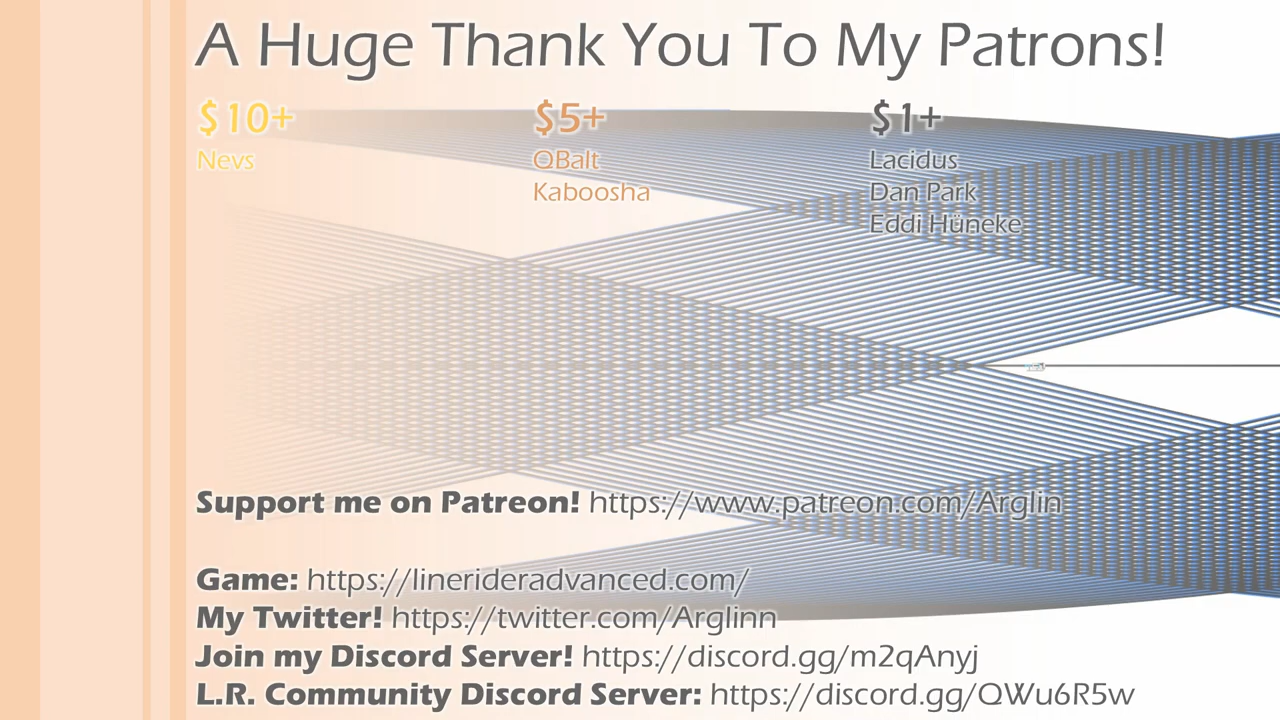 A Huge Thank You To My Patrons!
$10+
Nevs
$5+
QBalt
Kaboosha
$1+
Lacidus
Dan Park
Eddi Hüneke
Support me on Patreon! https://www.patreon.com/Arglin
Game: https://linerideradvanced.com/
My Twitter! https://twitter.com/Arglinn
Join my Discord Server! https://discord.gg/m2qAnyj
L.R. Community Discord Server: https://discord.gg/QWu6R5w